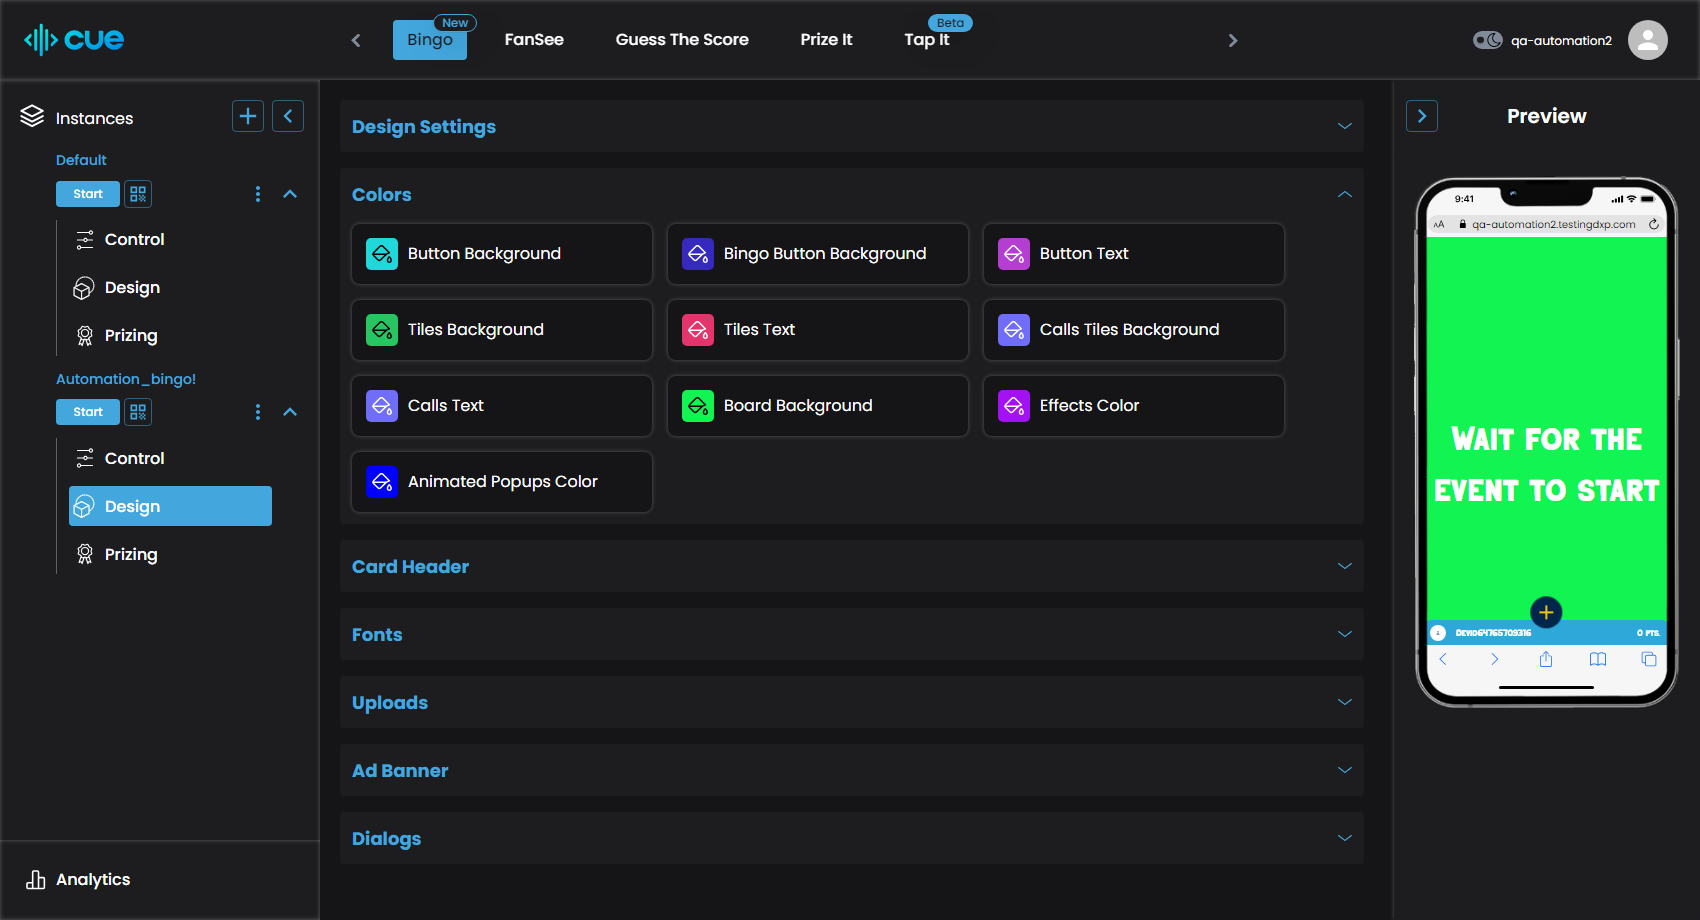 cue
Bingo
New
FanSee
Guess The Score
Prize It
Tap It
Beta
qa-automation2
Instances
Default
Start
Control
Design
Prizing
Automation_bingo!
Start
Control
Design
Prizing
Analytics
Design Settings
Colors
Button Background
Bingo Button Background
Button Text
Tiles Background
Tiles Text
Calls Tiles Background
Calls Text
Board Background
Effects Color
Animated Popups Color
Card Header
Fonts
Uploads
Ad Banner
Dialogs
Preview
9:41
AA qa-automation2.testingdxp.com
Wait for the
event to start
Devid64765709316 0 pts.